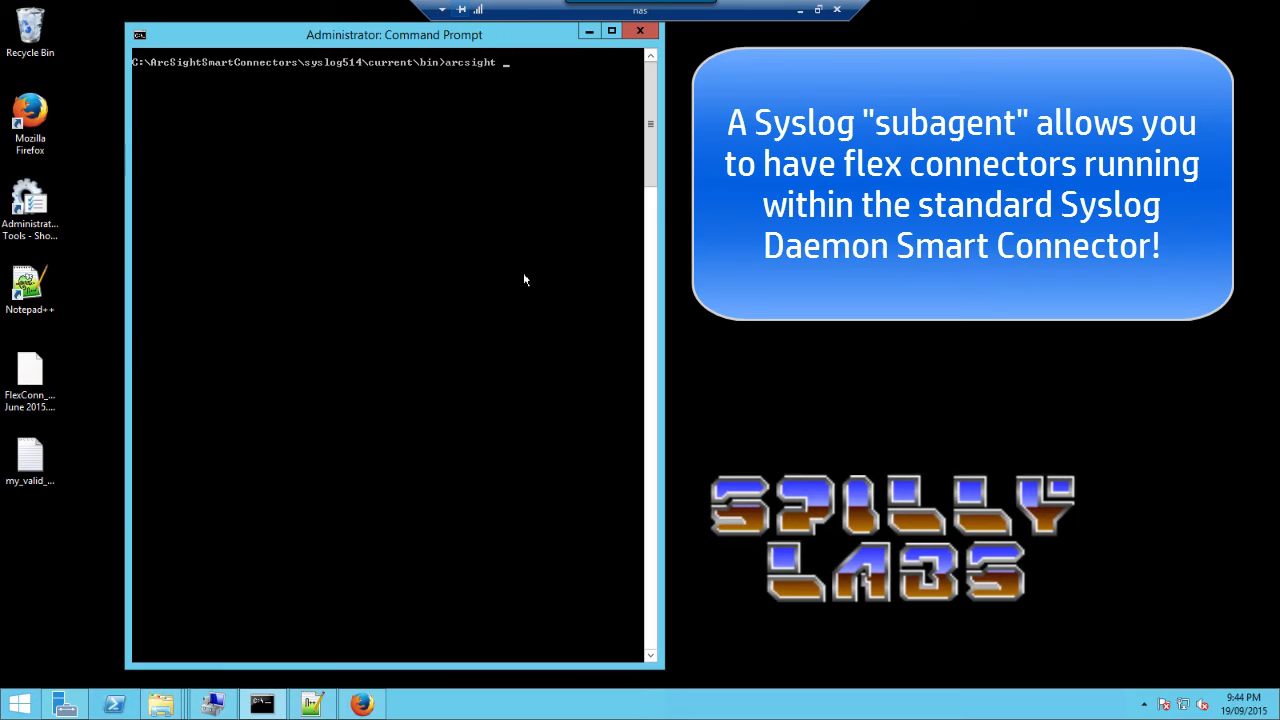 nas
Administrator: Command Prompt
C:\ArcSightSmartConnectors\syslog514\current\bin>arcsight _
Recycle Bin
Mozilla
Firefox
Administrat...
Tools - Sho...
Notepad++
FlexConn_...
June 2015....
my_valid_...
A Syslog "subagent" allows you
to have flex connectors running
within the standard Syslog
Daemon Smart Connector!
SPILLY
LABS
9:44 PM
19/09/2015